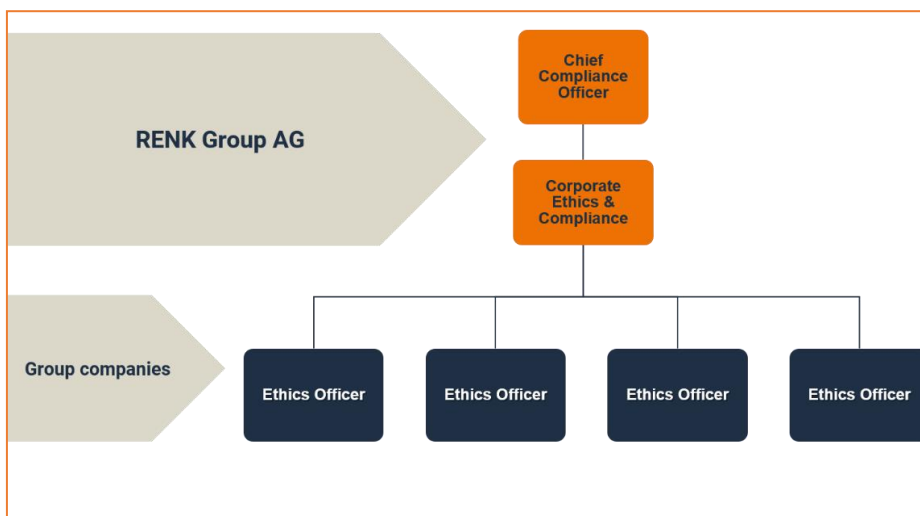 Chief
Compliance
Officer
RENK Group AG
Corporate
Ethics &
Compliance
Group companies
Ethics Officer
Ethics Officer
Ethics Officer
Ethics Officer